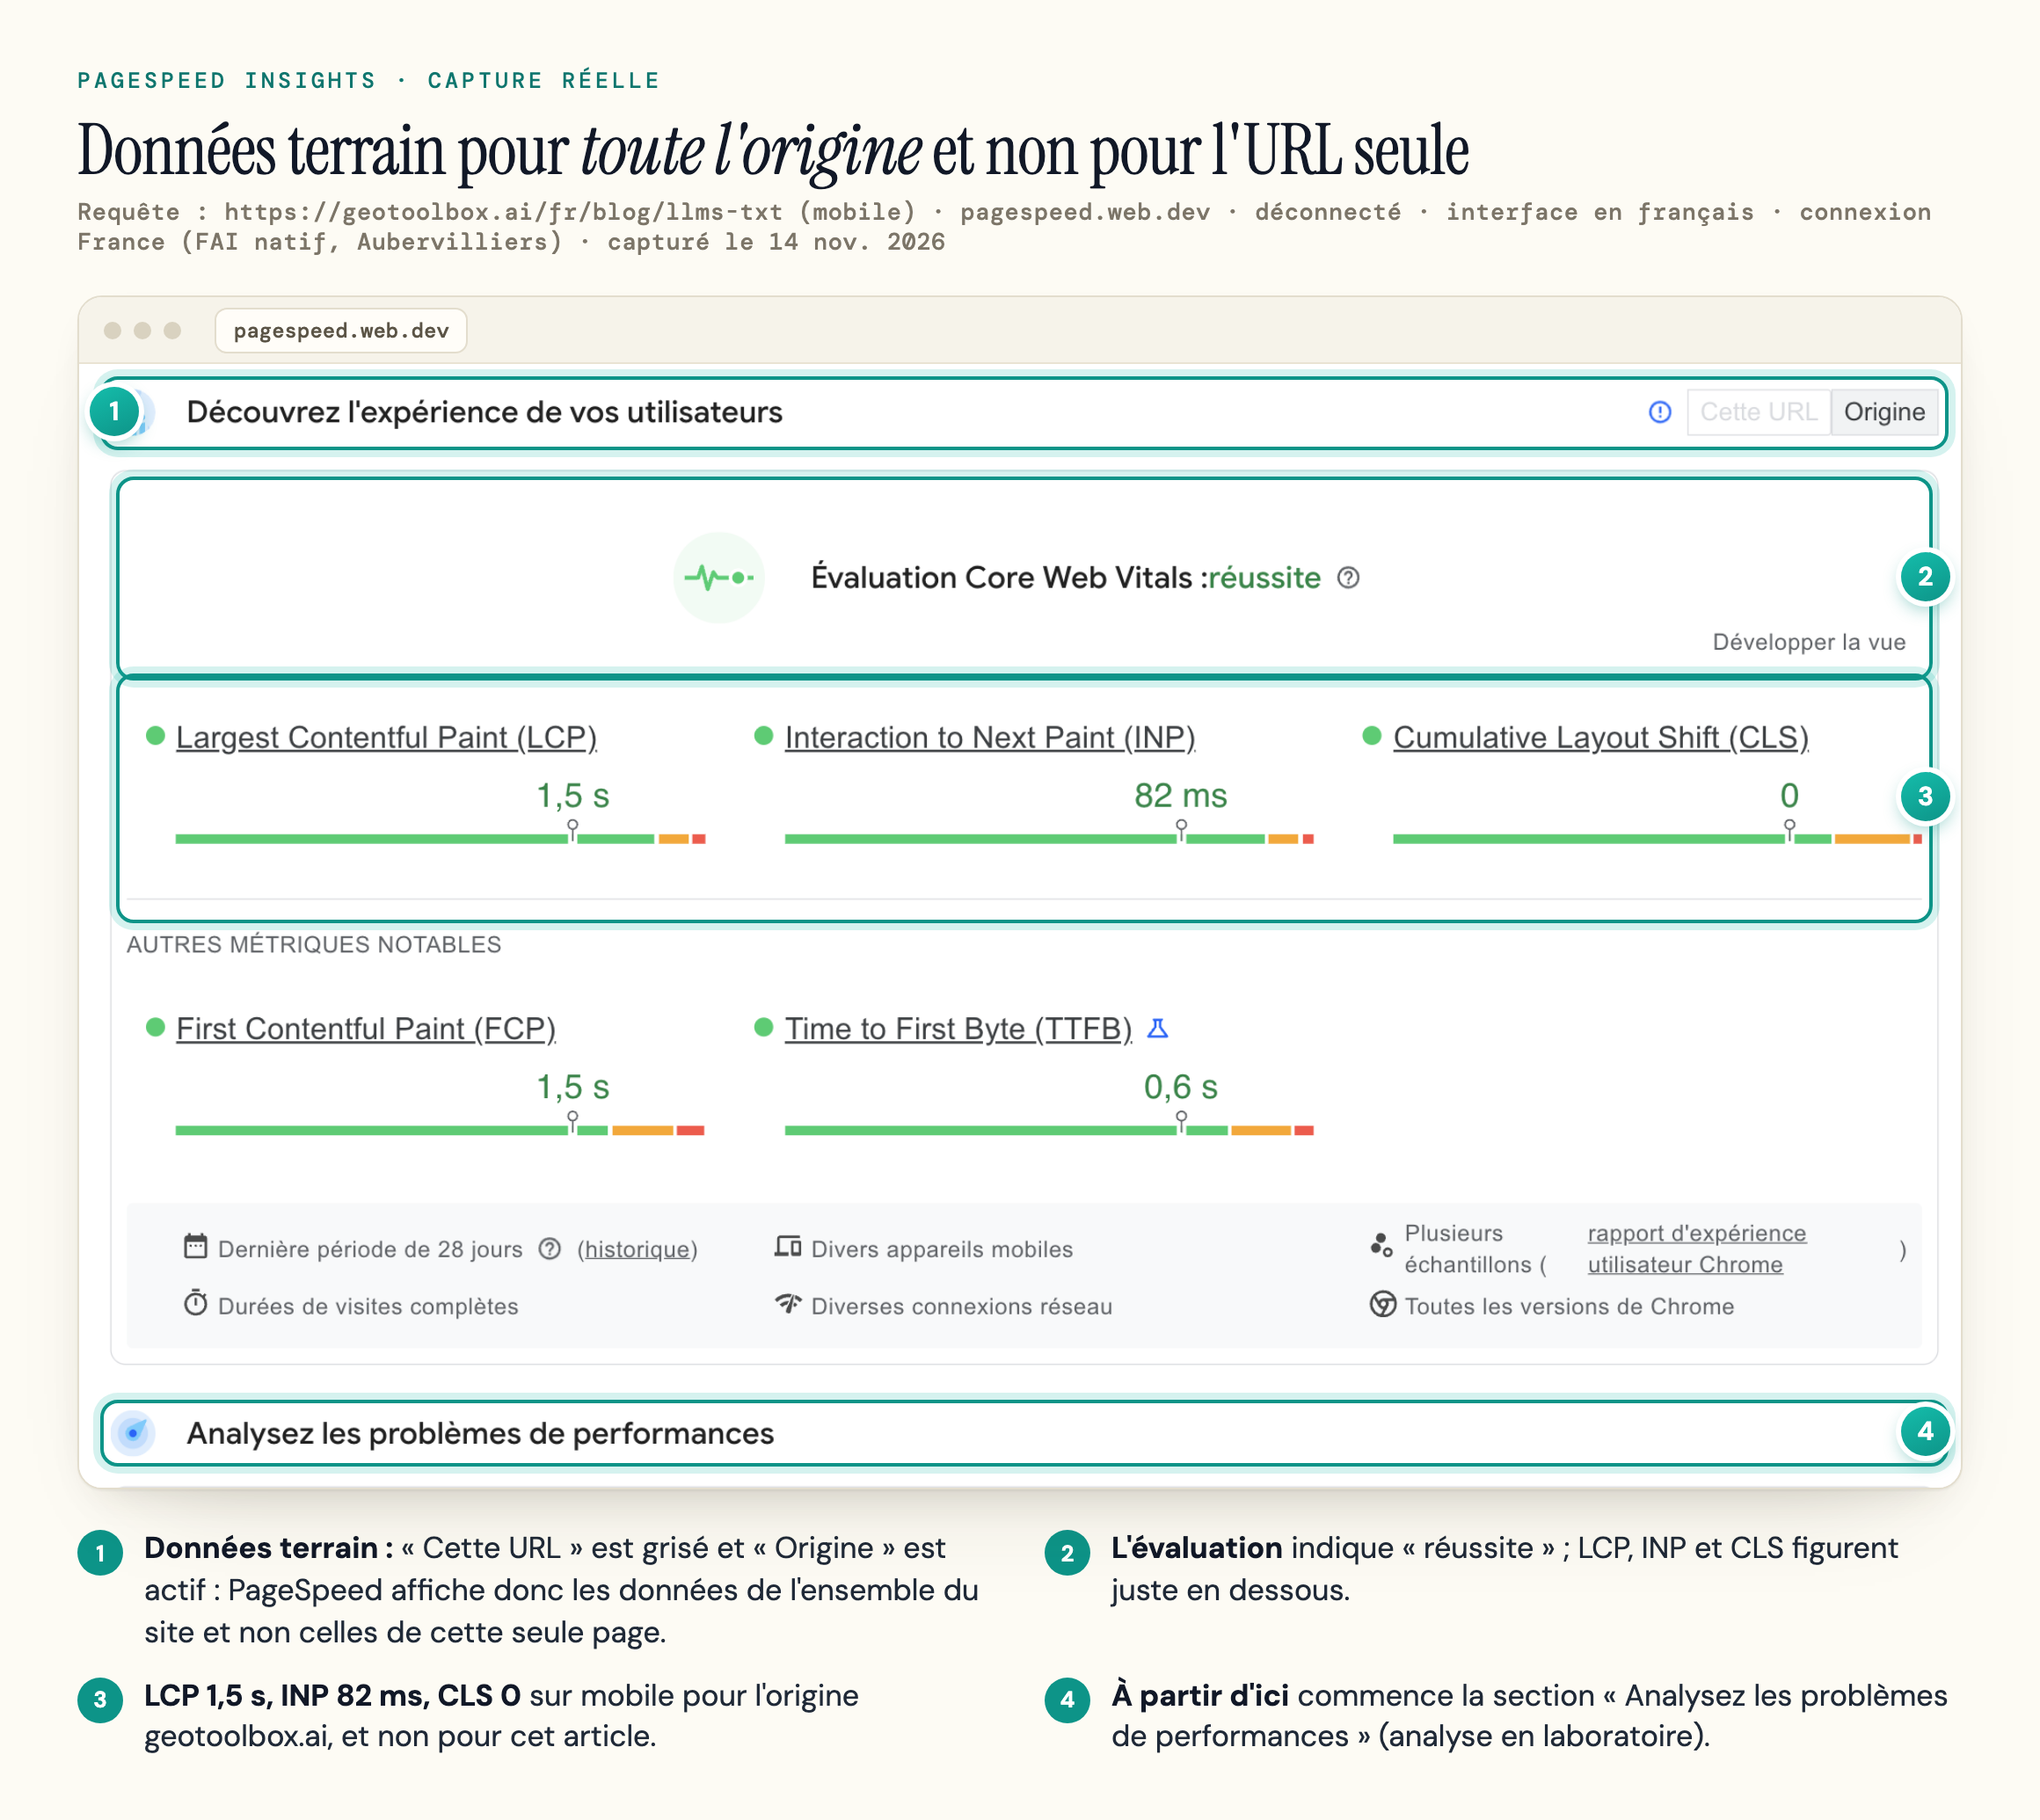 PAGESPEED INSIGHTS · CAPTURE RÉELLE
Données terrain pour toute l'origine et non pour l'URL seule
Requête : https://geotoolbox.ai/fr/blog/llms-txt (mobile) · pagespeed.web.dev · déconnecté · interface en français · connexion
France (FAI natif, Aubervilliers) · capturé le 14 nov. 2026
pagespeed.web.dev
1
Découvrez l'expérience de vos utilisateurs
Cette URL
Origine
Évaluation Core Web Vitals :réussite
2
Développer la vue
Largest Contentful Paint (LCP)
1,5 s
Interaction to Next Paint (INP)
82 ms
Cumulative Layout Shift (CLS)
0
3
AUTRES MÉTRIQUES NOTABLES
First Contentful Paint (FCP)
1,5 s
Time to First Byte (TTFB)
0,6 s
Dernière période de 28 jours (historique)
Divers appareils mobiles
Plusieurs
échantillons (
rapport d'expérience
utilisateur Chrome
)
Durées de visites complètes
Diverses connexions réseau
Toutes les versions de Chrome
Analysez les problèmes de performances
4
1
Données terrain : « Cette URL » est grisé et « Origine » est
actif : PageSpeed affiche donc les données de l'ensemble du
site et non celles de cette seule page.
2
L'évaluation indique « réussite » ; LCP, INP et CLS figurent
juste en dessous.
3
LCP 1,5 s, INP 82 ms, CLS 0 sur mobile pour l'origine
geotoolbox.ai, et non pour cet article.
4
À partir d'ici commence la section « Analysez les problèmes
de performances » (analyse en laboratoire).